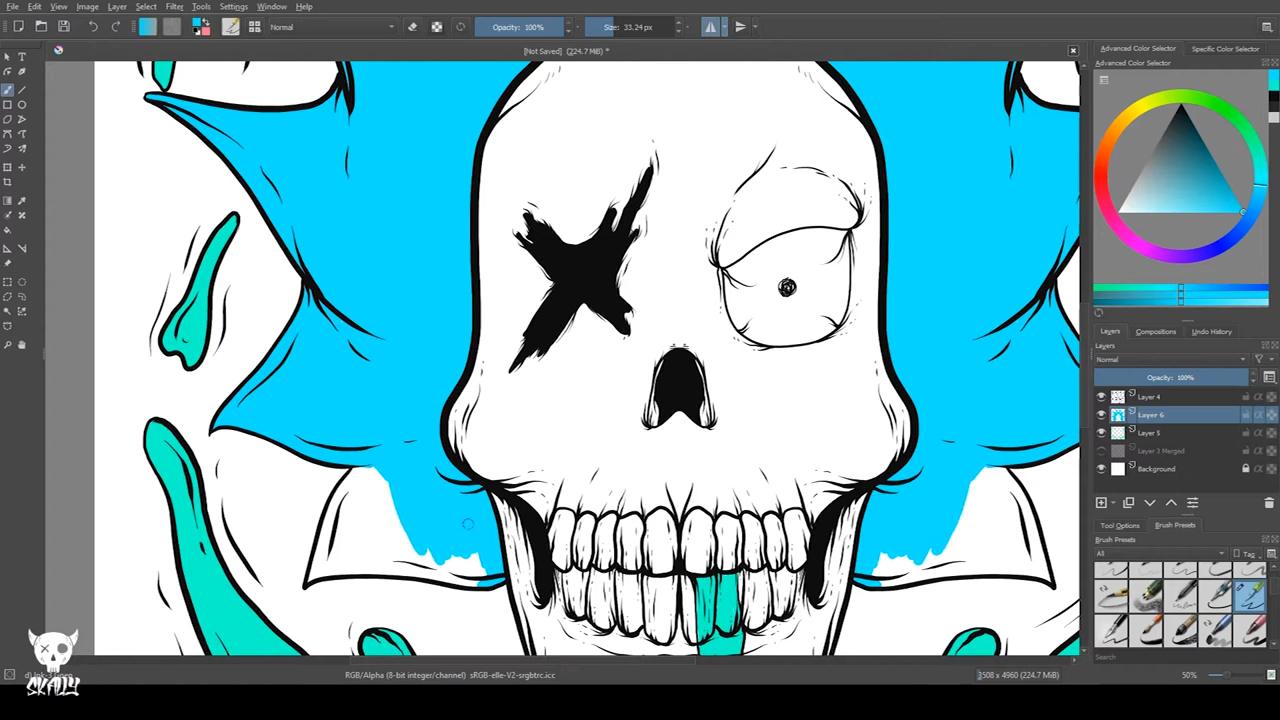 File Edit View Image Layer Select Filter Tools Settings Window Help
Normal Opacity: 100% Size: 33.24 px
[Not Saved] (224.7 MiB) *
Advanced Color Selector Specific Color Selector
Advanced Color Selector
Layers Compositions Undo History
Layers
Normal
Opacity: 100%
Layer 4
Layer 6
Layer 5
Layer 3 Merged
Background
Tool Options Brush Presets
Brush Presets
All Tag
Search
RGB/Alpha (8-bit integer/channel) sRGB-elle-V2-srgbtrc.icc 3508 x 4960 (224.7 MiB) 50%
SKALLY